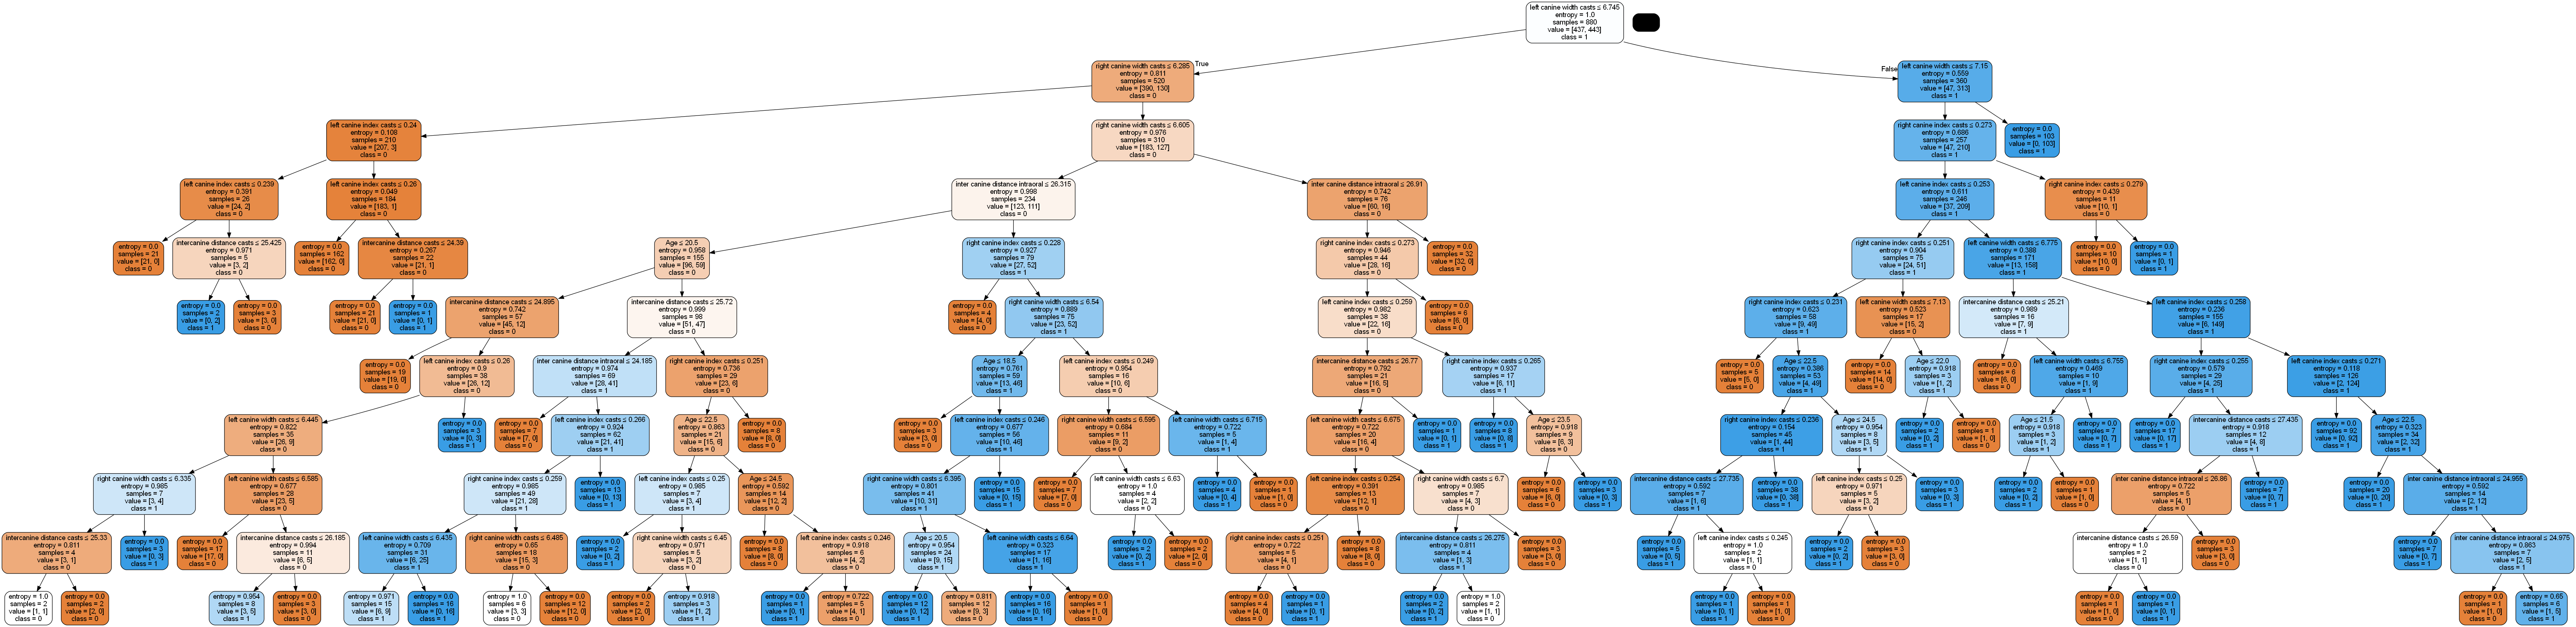 left canine width casts ≤ 6.745
entropy = 1.0
samples = 880
value = [437, 443]
class = 1
True
False
right canine width casts ≤ 6.285
entropy = 0.811
samples = 520
value = [390, 130]
class = 0
left canine width casts ≤ 7.15
entropy = 0.559
samples = 360
value = [47, 313]
class = 1
left canine index casts ≤ 0.24
entropy = 0.108
samples = 210
value = [207, 3]
class = 0
right canine width casts ≤ 6.605
entropy = 0.976
samples = 310
value = [183, 127]
class = 0
right canine index casts ≤ 0.273
entropy = 0.686
samples = 257
value = [47, 210]
class = 1
entropy = 0.0
samples = 103
value = [0, 103]
class = 1
left canine index casts ≤ 0.239
entropy = 0.391
samples = 26
value = [24, 2]
class = 0
left canine index casts ≤ 0.26
entropy = 0.049
samples = 184
value = [183, 1]
class = 0
inter canine distance intraoral ≤ 26.315
entropy = 0.998
samples = 234
value = [123, 111]
class = 0
inter canine distance intraoral ≤ 26.91
entropy = 0.742
samples = 76
value = [60, 16]
class = 0
left canine index casts ≤ 0.253
entropy = 0.611
samples = 246
value = [37, 209]
class = 1
right canine index casts ≤ 0.279
entropy = 0.439
samples = 11
value = [10, 1]
class = 0
entropy = 0.0
samples = 21
value = [21, 0]
class = 0
intercanine distance casts ≤ 25.425
entropy = 0.971
samples = 5
value = [3, 2]
class = 0
entropy = 0.0
samples = 162
value = [162, 0]
class = 0
intercanine distance casts ≤ 24.39
entropy = 0.267
samples = 22
value = [21, 1]
class = 0
Age ≤ 20.5
entropy = 0.958
samples = 155
value = [96, 59]
class = 0
right canine index casts ≤ 0.228
entropy = 0.927
samples = 79
value = [27, 52]
class = 1
right canine index casts ≤ 0.273
entropy = 0.946
samples = 44
value = [28, 16]
class = 0
entropy = 0.0
samples = 32
value = [32, 0]
class = 0
right canine index casts ≤ 0.251
entropy = 0.904
samples = 75
value = [24, 51]
class = 1
left canine width casts ≤ 6.775
entropy = 0.388
samples = 171
value = [13, 158]
class = 1
entropy = 0.0
samples = 10
value = [10, 0]
class = 0
entropy = 0.0
samples = 1
value = [0, 1]
class = 1
entropy = 0.0
samples = 2
value = [0, 2]
class = 1
entropy = 0.0
samples = 3
value = [3, 0]
class = 0
entropy = 0.0
samples = 21
value = [21, 0]
class = 0
entropy = 0.0
samples = 1
value = [0, 1]
class = 1
intercanine distance casts ≤ 24.895
entropy = 0.742
samples = 57
value = [45, 12]
class = 0
intercanine distance casts ≤ 25.72
entropy = 0.999
samples = 98
value = [51, 47]
class = 0
entropy = 0.0
samples = 4
value = [4, 0]
class = 0
right canine width casts ≤ 6.54
entropy = 0.889
samples = 75
value = [23, 52]
class = 1
left canine index casts ≤ 0.259
entropy = 0.982
samples = 38
value = [22, 16]
class = 0
entropy = 0.0
samples = 6
value = [6, 0]
class = 0
right canine index casts ≤ 0.231
entropy = 0.623
samples = 58
value = [9, 49]
class = 1
left canine width casts ≤ 7.13
entropy = 0.523
samples = 17
value = [15, 2]
class = 0
intercanine distance casts ≤ 25.21
entropy = 0.989
samples = 16
value = [7, 9]
class = 1
left canine index casts ≤ 0.258
entropy = 0.236
samples = 155
value = [6, 149]
class = 1
entropy = 0.0
samples = 19
value = [19, 0]
class = 0
left canine index casts ≤ 0.26
entropy = 0.9
samples = 38
value = [26, 12]
class = 0
inter canine distance intraoral ≤ 24.185
entropy = 0.974
samples = 69
value = [28, 41]
class = 1
right canine index casts ≤ 0.251
entropy = 0.736
samples = 29
value = [23, 6]
class = 0
Age ≤ 18.5
entropy = 0.761
samples = 59
value = [13, 46]
class = 1
left canine index casts ≤ 0.249
entropy = 0.954
samples = 16
value = [10, 6]
class = 0
intercanine distance casts ≤ 26.77
entropy = 0.792
samples = 21
value = [16, 5]
class = 0
right canine index casts ≤ 0.265
entropy = 0.937
samples = 17
value = [6, 11]
class = 1
entropy = 0.0
samples = 5
value = [5, 0]
class = 0
Age ≤ 22.5
entropy = 0.386
samples = 53
value = [4, 49]
class = 1
entropy = 0.0
samples = 14
value = [14, 0]
class = 0
Age ≤ 22.0
entropy = 0.918
samples = 3
value = [1, 2]
class = 1
entropy = 0.0
samples = 6
value = [6, 0]
class = 0
left canine width casts ≤ 6.755
entropy = 0.469
samples = 10
value = [1, 9]
class = 1
right canine index casts ≤ 0.255
entropy = 0.579
samples = 29
value = [4, 25]
class = 1
left canine index casts ≤ 0.271
entropy = 0.118
samples = 126
value = [2, 124]
class = 1
left canine width casts ≤ 6.445
entropy = 0.822
samples = 35
value = [26, 9]
class = 0
entropy = 0.0
samples = 3
value = [0, 3]
class = 1
entropy = 0.0
samples = 7
value = [7, 0]
class = 0
left canine index casts ≤ 0.266
entropy = 0.924
samples = 62
value = [21, 41]
class = 1
Age ≤ 22.5
entropy = 0.863
samples = 21
value = [15, 6]
class = 0
entropy = 0.0
samples = 8
value = [8, 0]
class = 0
entropy = 0.0
samples = 3
value = [3, 0]
class = 0
left canine index casts ≤ 0.246
entropy = 0.677
samples = 56
value = [10, 46]
class = 1
right canine width casts ≤ 6.595
entropy = 0.684
samples = 11
value = [9, 2]
class = 0
left canine width casts ≤ 6.715
entropy = 0.722
samples = 5
value = [1, 4]
class = 1
left canine width casts ≤ 6.675
entropy = 0.722
samples = 20
value = [16, 4]
class = 0
entropy = 0.0
samples = 1
value = [0, 1]
class = 1
entropy = 0.0
samples = 8
value = [0, 8]
class = 1
Age ≤ 23.5
entropy = 0.918
samples = 9
value = [6, 3]
class = 0
right canine index casts ≤ 0.236
entropy = 0.154
samples = 45
value = [1, 44]
class = 1
Age ≤ 24.5
entropy = 0.954
samples = 8
value = [3, 5]
class = 1
entropy = 0.0
samples = 2
value = [0, 2]
class = 1
entropy = 0.0
samples = 1
value = [1, 0]
class = 0
Age ≤ 21.5
entropy = 0.918
samples = 3
value = [1, 2]
class = 1
entropy = 0.0
samples = 7
value = [0, 7]
class = 1
entropy = 0.0
samples = 17
value = [0, 17]
class = 1
intercanine distance casts ≤ 27.435
entropy = 0.918
samples = 12
value = [4, 8]
class = 1
entropy = 0.0
samples = 92
value = [0, 92]
class = 1
Age ≤ 22.5
entropy = 0.323
samples = 34
value = [2, 32]
class = 1
right canine width casts ≤ 6.335
entropy = 0.985
samples = 7
value = [3, 4]
class = 1
left canine width casts ≤ 6.585
entropy = 0.677
samples = 28
value = [23, 5]
class = 0
right canine index casts ≤ 0.259
entropy = 0.985
samples = 49
value = [21, 28]
class = 1
entropy = 0.0
samples = 13
value = [0, 13]
class = 1
left canine index casts ≤ 0.25
entropy = 0.985
samples = 7
value = [3, 4]
class = 1
Age ≤ 24.5
entropy = 0.592
samples = 14
value = [12, 2]
class = 0
right canine width casts ≤ 6.395
entropy = 0.801
samples = 41
value = [10, 31]
class = 1
entropy = 0.0
samples = 15
value = [0, 15]
class = 1
entropy = 0.0
samples = 7
value = [7, 0]
class = 0
left canine width casts ≤ 6.63
entropy = 1.0
samples = 4
value = [2, 2]
class = 0
entropy = 0.0
samples = 4
value = [0, 4]
class = 1
entropy = 0.0
samples = 1
value = [1, 0]
class = 0
left canine index casts ≤ 0.254
entropy = 0.391
samples = 13
value = [12, 1]
class = 0
right canine width casts ≤ 6.7
entropy = 0.985
samples = 7
value = [4, 3]
class = 0
entropy = 0.0
samples = 6
value = [6, 0]
class = 0
entropy = 0.0
samples = 3
value = [0, 3]
class = 1
intercanine distance casts ≤ 27.735
entropy = 0.592
samples = 7
value = [1, 6]
class = 1
entropy = 0.0
samples = 38
value = [0, 38]
class = 1
left canine index casts ≤ 0.25
entropy = 0.971
samples = 5
value = [3, 2]
class = 0
entropy = 0.0
samples = 3
value = [0, 3]
class = 1
entropy = 0.0
samples = 2
value = [0, 2]
class = 1
entropy = 0.0
samples = 1
value = [1, 0]
class = 0
inter canine distance intraoral ≤ 26.86
entropy = 0.722
samples = 5
value = [4, 1]
class = 0
entropy = 0.0
samples = 7
value = [0, 7]
class = 1
entropy = 0.0
samples = 20
value = [0, 20]
class = 1
inter canine distance intraoral ≤ 24.955
entropy = 0.592
samples = 14
value = [2, 12]
class = 1
intercanine distance casts ≤ 25.33
entropy = 0.811
samples = 4
value = [3, 1]
class = 0
entropy = 0.0
samples = 3
value = [0, 3]
class = 1
entropy = 0.0
samples = 17
value = [17, 0]
class = 0
intercanine distance casts ≤ 26.185
entropy = 0.994
samples = 11
value = [6, 5]
class = 0
left canine width casts ≤ 6.435
entropy = 0.709
samples = 31
value = [6, 25]
class = 1
right canine width casts ≤ 6.485
entropy = 0.65
samples = 18
value = [15, 3]
class = 0
entropy = 0.0
samples = 2
value = [0, 2]
class = 1
right canine width casts ≤ 6.45
entropy = 0.971
samples = 5
value = [3, 2]
class = 0
entropy = 0.0
samples = 8
value = [8, 0]
class = 0
left canine index casts ≤ 0.246
entropy = 0.918
samples = 6
value = [4, 2]
class = 0
Age ≤ 20.5
entropy = 0.954
samples = 24
value = [9, 15]
class = 1
left canine width casts ≤ 6.64
entropy = 0.323
samples = 17
value = [1, 16]
class = 1
entropy = 0.0
samples = 2
value = [0, 2]
class = 1
entropy = 0.0
samples = 2
value = [2, 0]
class = 0
right canine index casts ≤ 0.251
entropy = 0.722
samples = 5
value = [4, 1]
class = 0
entropy = 0.0
samples = 8
value = [8, 0]
class = 0
intercanine distance casts ≤ 26.275
entropy = 0.811
samples = 4
value = [1, 3]
class = 1
entropy = 0.0
samples = 3
value = [3, 0]
class = 0
entropy = 0.0
samples = 5
value = [0, 5]
class = 1
left canine index casts ≤ 0.245
entropy = 1.0
samples = 2
value = [1, 1]
class = 0
entropy = 0.0
samples = 2
value = [0, 2]
class = 1
entropy = 0.0
samples = 3
value = [3, 0]
class = 0
intercanine distance casts ≤ 26.59
entropy = 1.0
samples = 2
value = [1, 1]
class = 0
entropy = 0.0
samples = 3
value = [3, 0]
class = 0
entropy = 0.0
samples = 7
value = [0, 7]
class = 1
inter canine distance intraoral ≤ 24.975
entropy = 0.863
samples = 7
value = [2, 5]
class = 1
entropy = 1.0
samples = 2
value = [1, 1]
class = 0
entropy = 0.0
samples = 2
value = [2, 0]
class = 0
entropy = 0.954
samples = 8
value = [3, 5]
class = 1
entropy = 0.0
samples = 3
value = [3, 0]
class = 0
entropy = 0.971
samples = 15
value = [6, 9]
class = 1
entropy = 0.0
samples = 16
value = [0, 16]
class = 1
entropy = 1.0
samples = 6
value = [3, 3]
class = 0
entropy = 0.0
samples = 12
value = [12, 0]
class = 0
entropy = 0.0
samples = 2
value = [2, 0]
class = 0
entropy = 0.918
samples = 3
value = [1, 2]
class = 1
entropy = 0.0
samples = 1
value = [0, 1]
class = 1
entropy = 0.722
samples = 5
value = [4, 1]
class = 0
entropy = 0.0
samples = 12
value = [0, 12]
class = 1
entropy = 0.811
samples = 12
value = [9, 3]
class = 0
entropy = 0.0
samples = 16
value = [0, 16]
class = 1
entropy = 0.0
samples = 1
value = [1, 0]
class = 0
entropy = 0.0
samples = 4
value = [4, 0]
class = 0
entropy = 0.0
samples = 1
value = [0, 1]
class = 1
entropy = 0.0
samples = 2
value = [0, 2]
class = 1
entropy = 1.0
samples = 2
value = [1, 1]
class = 0
entropy = 0.0
samples = 1
value = [0, 1]
class = 1
entropy = 0.0
samples = 1
value = [1, 0]
class = 0
entropy = 0.0
samples = 1
value = [1, 0]
class = 0
entropy = 0.0
samples = 1
value = [0, 1]
class = 1
entropy = 0.0
samples = 1
value = [1, 0]
class = 0
entropy = 0.65
samples = 6
value = [1, 5]
class = 1